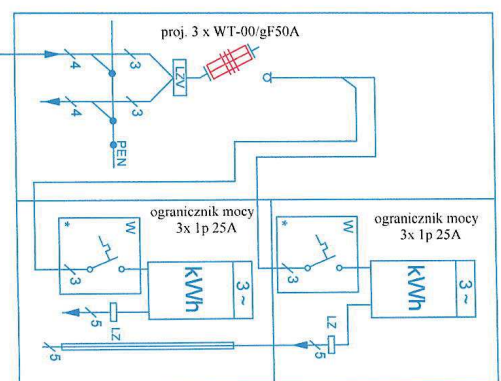 proj. 3 x WT-00/gF50A
4
3
LZV
4
3
PEN
ogranicznik mocy
3x 1p 25A
ogranicznik mocy
3x 1p 25A
*
W
3
kWh
3~
5
LZ
*
W
3
kWh
3~
5
LZ
5